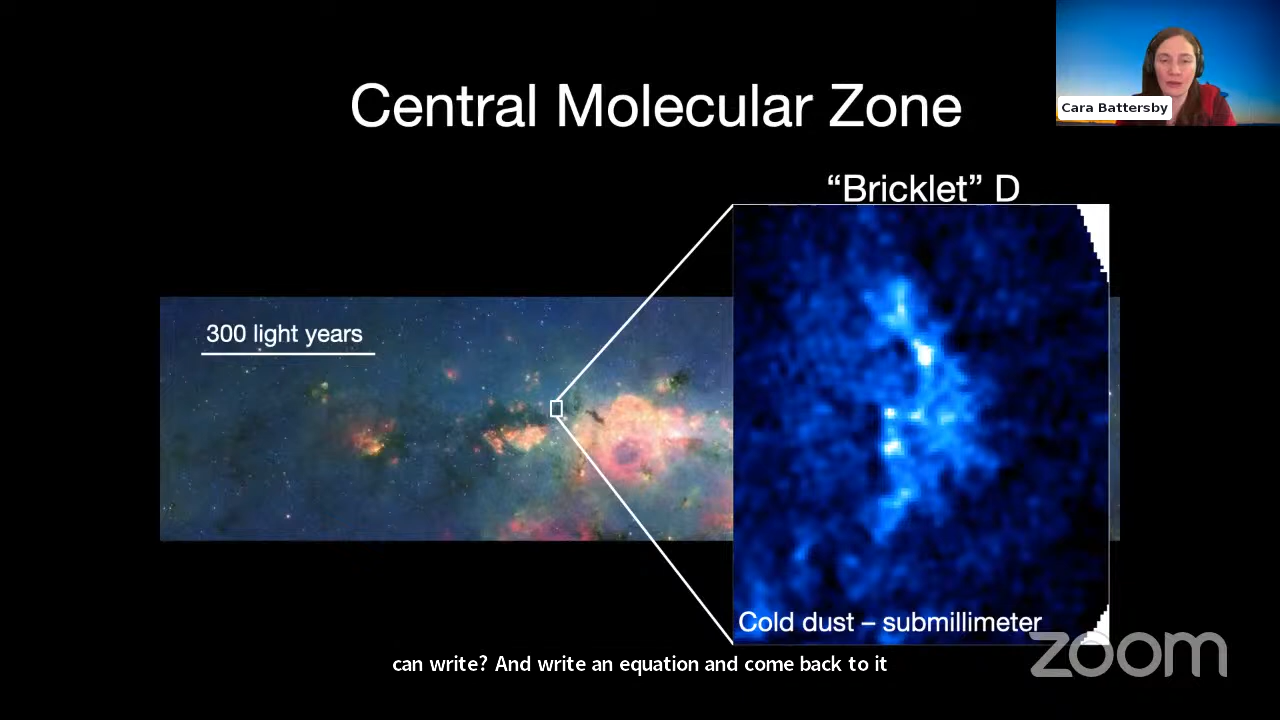 Central Molecular Zone
Cara Battersby
“Bricklet” D
300 light years
Cold dust – submillimeter
can write? And write an equation and come back to it
zoom